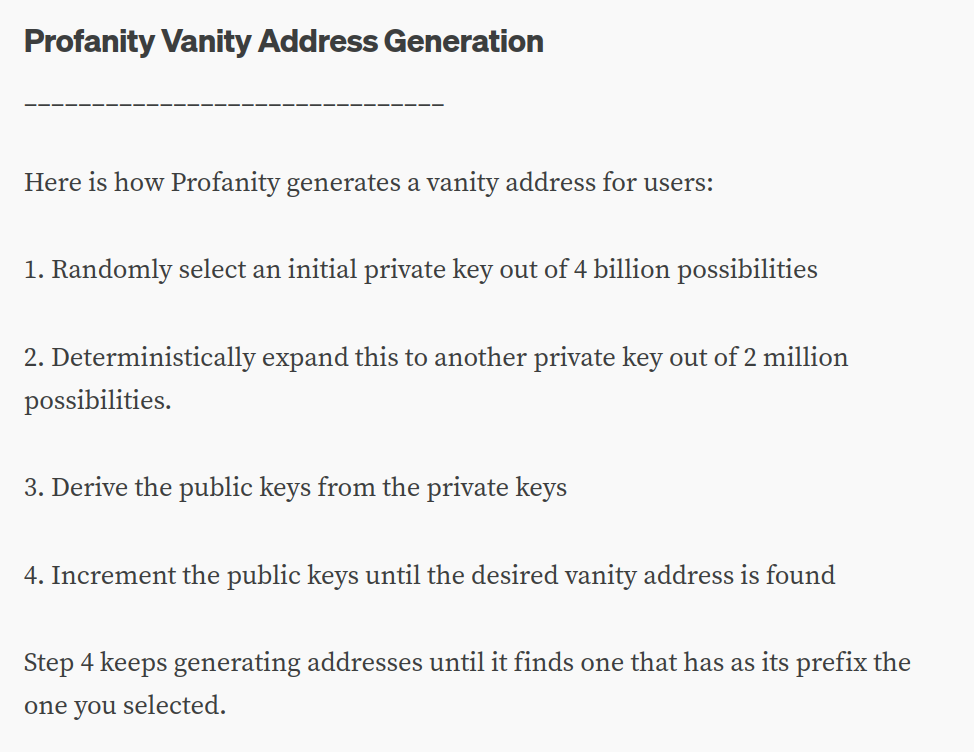 Profanity Vanity Address Generation
_______________________________
Here is how Profanity generates a vanity address for users:
1. Randomly select an initial private key out of 4 billion possibilities
2. Deterministically expand this to another private key out of 2 million
possibilities.
3. Derive the public keys from the private keys
4. Increment the public keys until the desired vanity address is found
Step 4 keeps generating addresses until it finds one that has as its prefix the
one you selected.